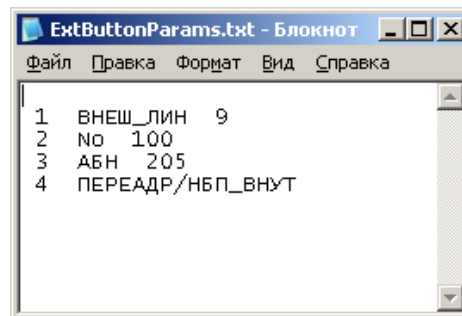 ExtButtonParams.txt - Блокнот
Файл Правка Формат Вид Справка
1 ВНЕШ_ЛИН 9
2 No 100
3 АБН 205
4 ПЕРЕАДР/НБП_ВНУТ